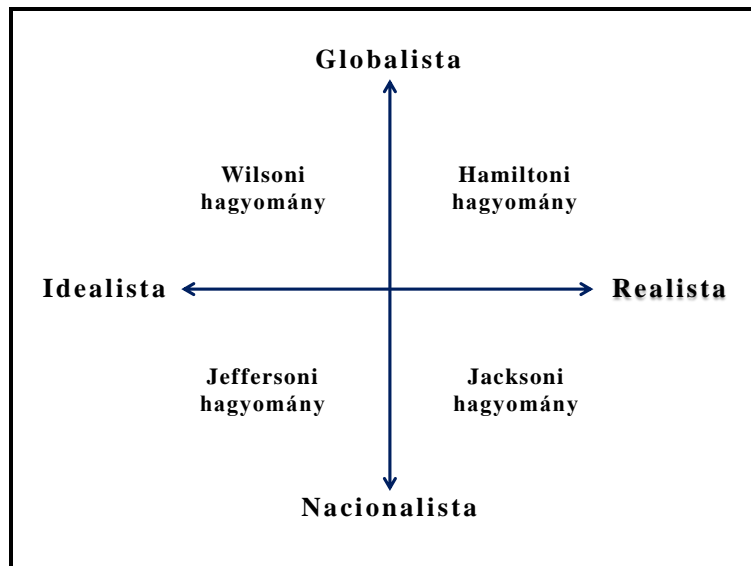 Globalista
Wilsoni
hagyomány
Hamiltoni
hagyomány
Idealista
Realista
Jeffersoni
hagyomány
Jacksoni
hagyomány
Nacionalista